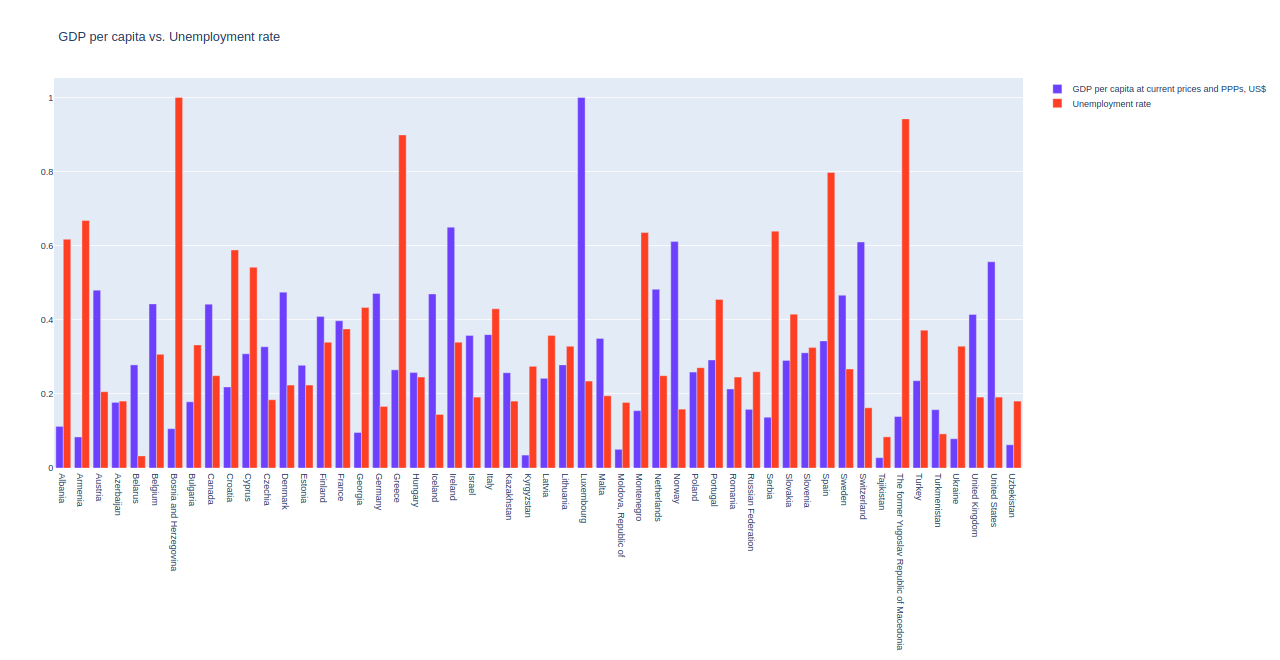 GDP per capita vs. Unemployment rate
GDP per capita at current prices and PPPs, US$
Unemployment rate
1
0.8
0.6
0.4
0.2
0
Albania
Armenia
Austria
Azerbaijan
Belarus
Belgium
Bosnia and Herzegovina
Bulgaria
Canada
Croatia
Cyprus
Czechia
Denmark
Estonia
Finland
France
Georgia
Germany
Greece
Hungary
Iceland
Ireland
Israel
Italy
Kazakhstan
Kyrgyzstan
Latvia
Lithuania
Luxembourg
Malta
Moldova, Republic of
Montenegro
Netherlands
Norway
Poland
Portugal
Romania
Russian Federation
Serbia
Slovakia
Slovenia
Spain
Sweden
Switzerland
Tajikistan
The former Yugoslav Republic of Macedonia
Turkey
Turkmenistan
Ukraine
United Kingdom
United States
Uzbekistan